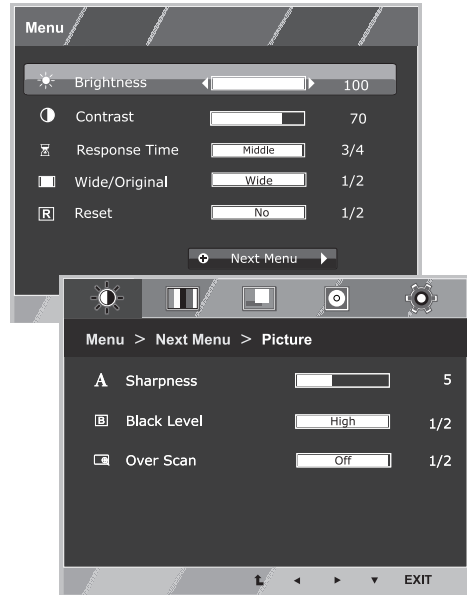 Menu
Brightness 100
Contrast 70
Response Time Middle 3/4
Wide/Original Wide 1/2
R Reset No 1/2
Next Menu
Menu > Next Menu > Picture
A Sharpness 5
B Black Level High 1/2
Over Scan Off 1/2
EXIT